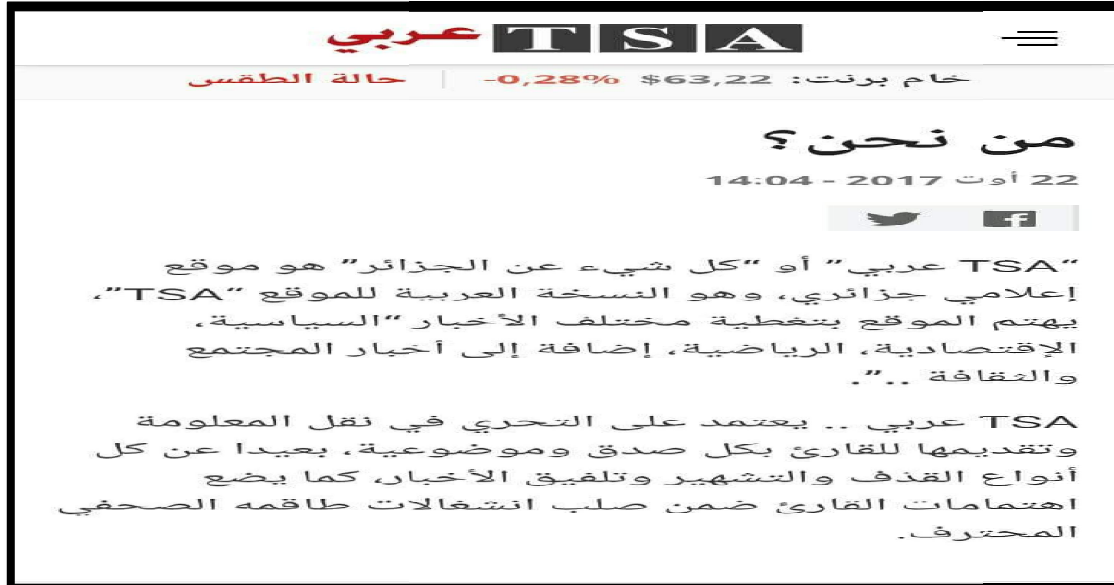 TSA عربي
خام برنت: 63,22$ 0,28%- | حالة الطقس
من نحن؟
22 أوت 2017 - 14:04
“TSA عربي” أو “كل شيء عن الجزائر” هو موقع
إعلامي جزائري، وهو النسخة العربية للموقع “TSA”،
يهتم الموقع بتغطية مختلف الأخبار “السياسية،
الإقتصادية، الرياضية، إضافة إلى أخبار المجتمع
والثقافة ..”.
TSA عربي .. يعتمد على التحري في نقل المعلومة
وتقديمها للقارئ بكل صدق وموضوعية، بعيدا عن كل
أنواع القذف والتشهير وتلفيق الأخبار، كما يضع
اهتمامات القارئ ضمن صلب انشغالات طاقمه الصحفي
المحترف.